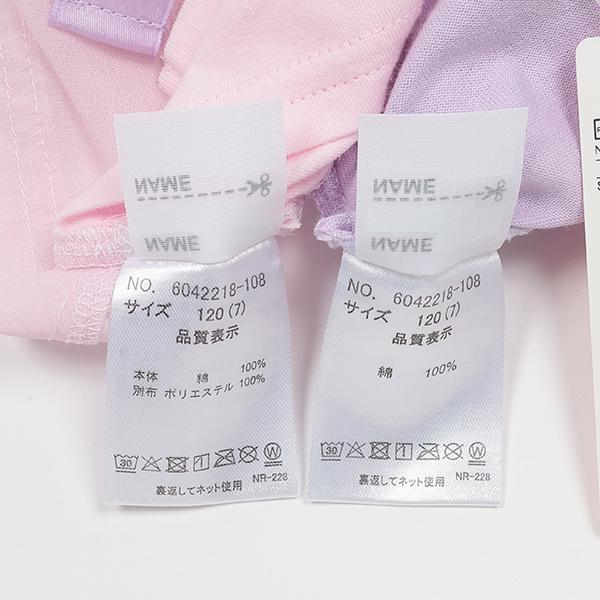 NAME
NAME
NO. 6042218-108
サイズ 120(7)
品質表示
本体 綿 100%
別布 ポリエステル 100%
30
裏返してネット使用 NR-228
NAME
NAME
NO. 6042218-108
サイズ 120(7)
品質表示
綿 100%
30
裏返してネット使用 NR-228